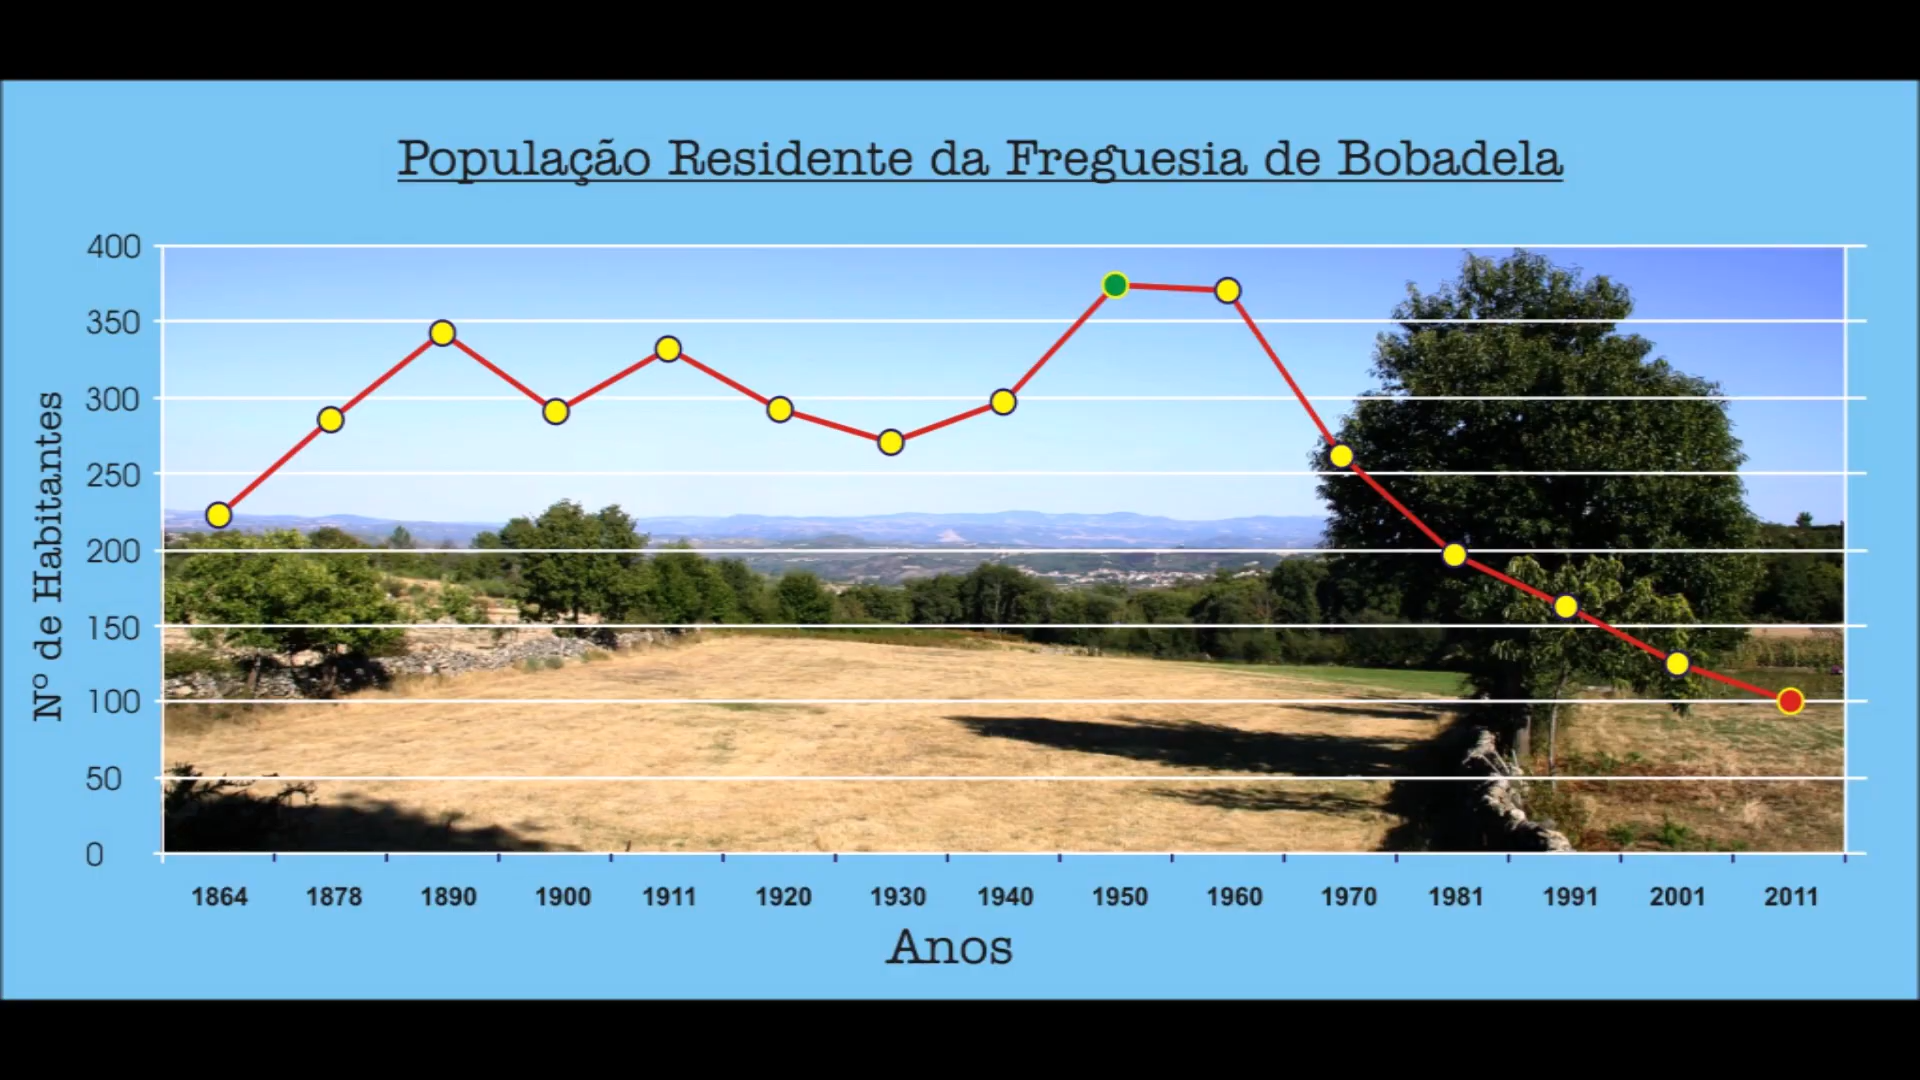 População Residente da Freguesia de Bobadela
400
350
300
250
200
150
100
50
0
Nº de Habitantes
1864 1878 1890 1900 1911 1920 1930 1940 1950 1960 1970 1981 1991 2001 2011
Anos